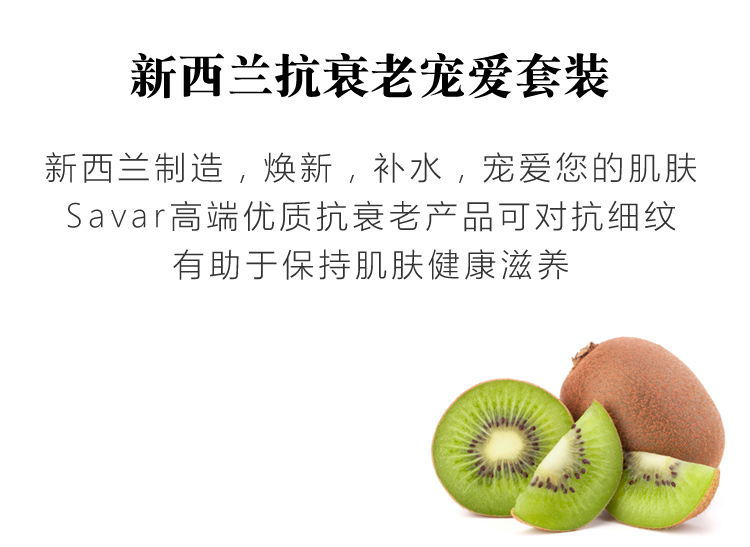 新西兰抗衰老宠爱套装
新西兰制造，焕新，补水，宠爱您的肌肤
Savar高端优质抗衰老产品可对抗细纹
有助于保持肌肤健康滋养